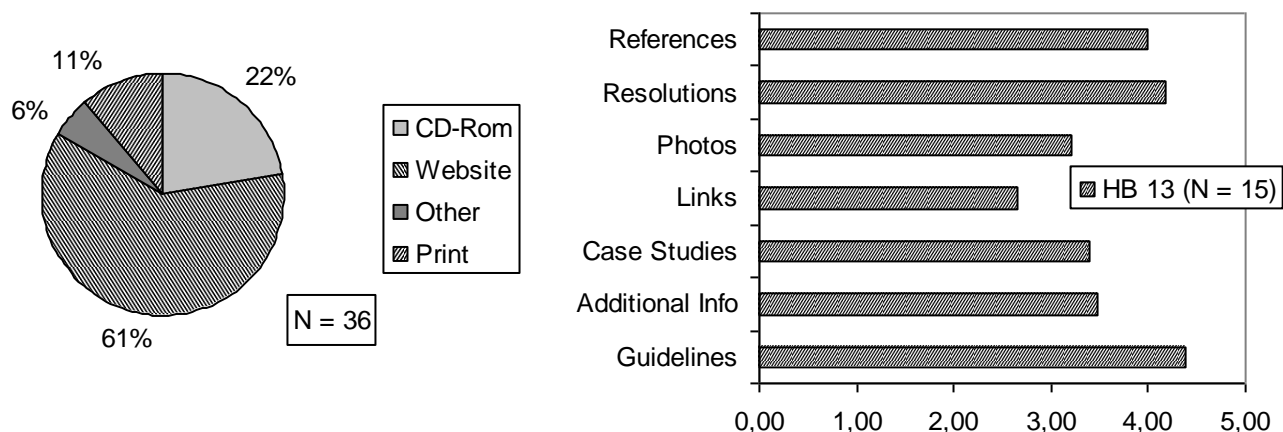 11%
22%
6%
61%
CD-Rom
Website
Other
Print
N = 36
References
Resolutions
Photos
Links
Case Studies
Additional Info
Guidelines
HB 13 (N = 15)
0,00 1,00 2,00 3,00 4,00 5,00